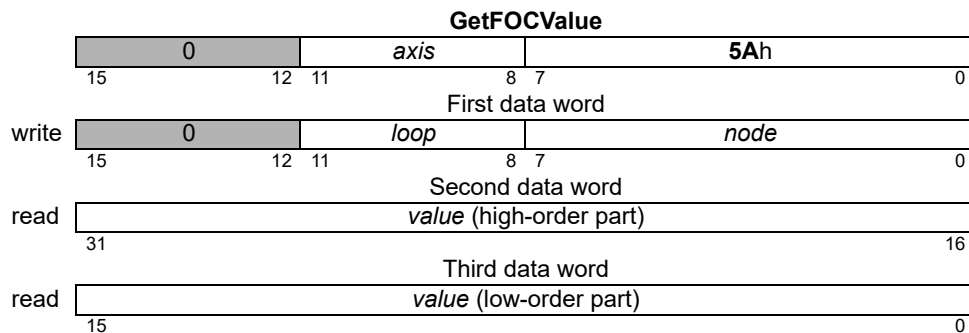 GetFOCValue
0 axis 5Ah
15 12 11 8 7 0
First data word
write 0 loop node
15 12 11 8 7 0
Second data word
read value (high-order part)
31 16
Third data word
read value (low-order part)
15 0